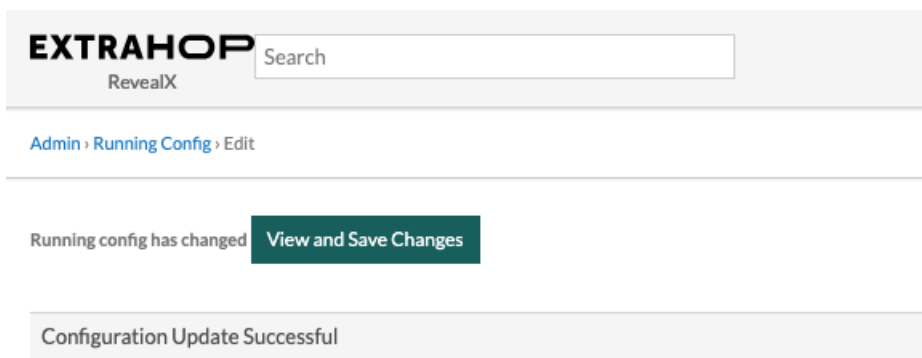 EXTRAHOP
Search
RevealX
Admin › Running Config › Edit
Running config has changed View and Save Changes
Configuration Update Successful